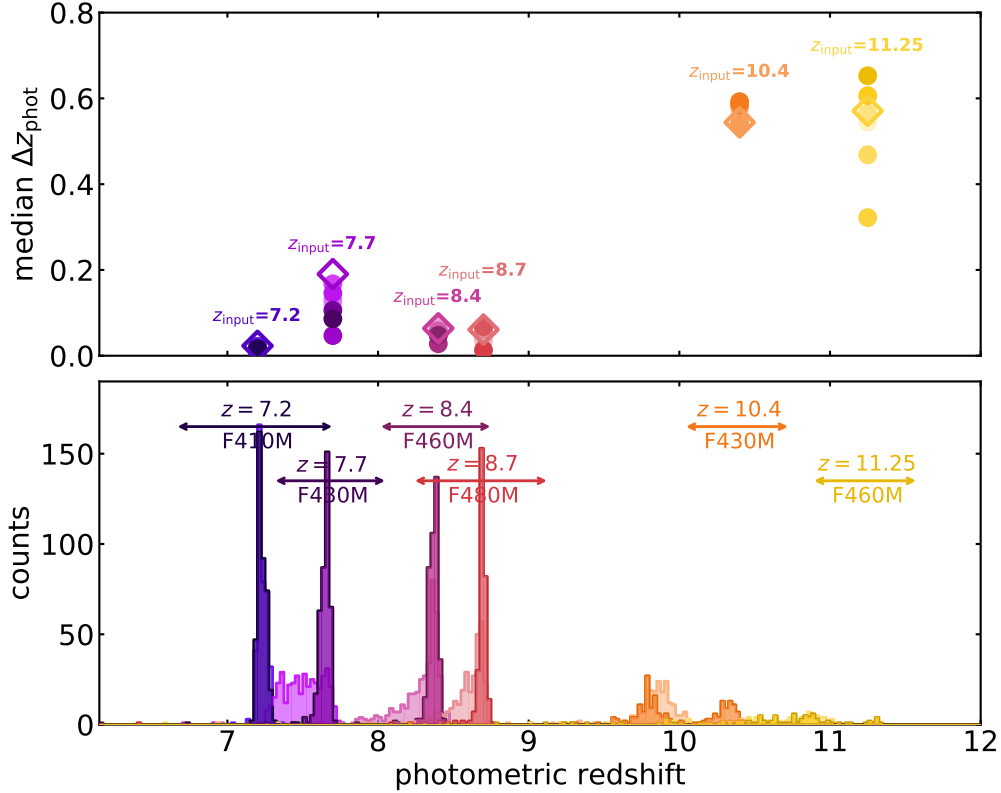 0.8
0.6
0.4
0.2
0.0
median Δz_phot
z_input=7.2
z_input=7.7
z_input=8.4
z_input=8.7
z_input=10.4
z_input=11.25
150
100
50
0
counts
z = 7.2
F410M
z = 7.7
F430M
z = 8.4
F460M
z = 8.7
F480M
z = 10.4
F430M
z = 11.25
F460M
7 8 9 10 11 12
photometric redshift